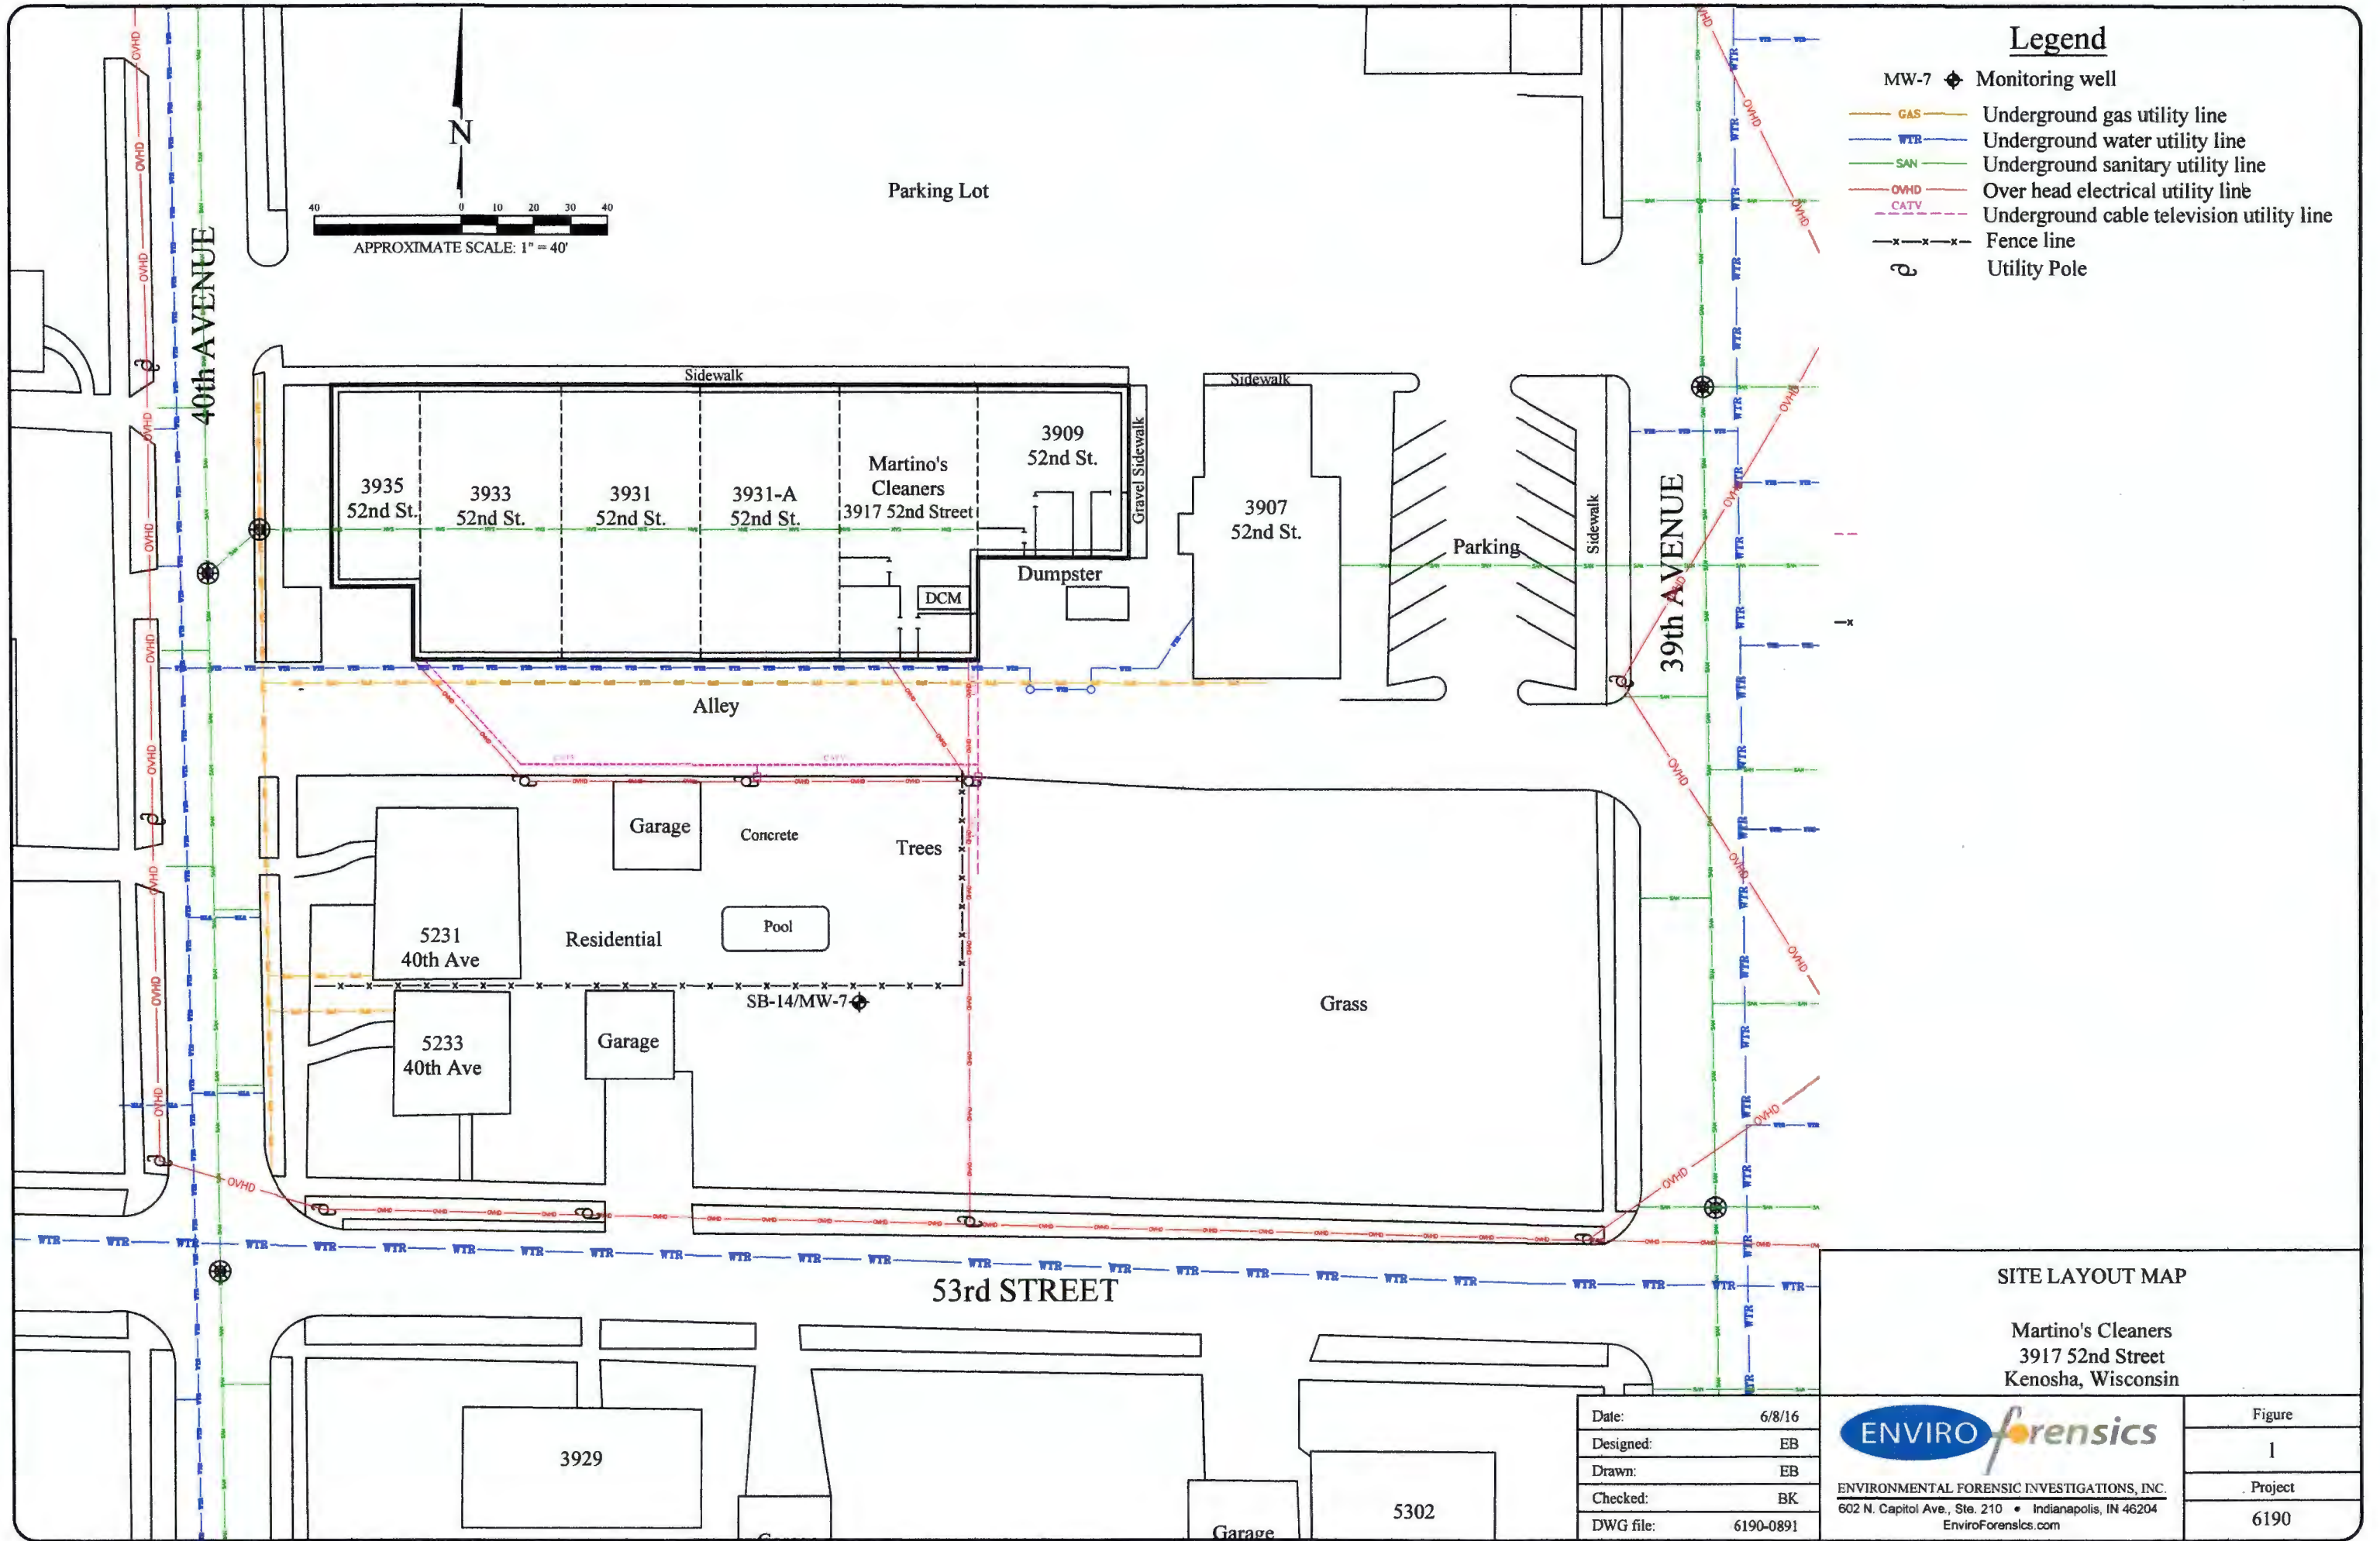 Legend
MW-7 Monitoring well
GAS Underground gas utility line
WTR Underground water utility line
SAN Underground sanitary utility line
OVHD Over head electrical utility line
CATV Underground cable television utility line
x x x Fence line
Utility Pole
N
40 0 10 20 30 40
APPROXIMATE SCALE: 1" = 40'
Parking Lot
40th AVENUE
Sidewalk
Sidewalk
3935
52nd St.
3933
52nd St.
3931
52nd St.
3931-A
52nd St.
Martino's
Cleaners
3917 52nd Street
3909
52nd St.
Gravel Sidewalk
3907
52nd St.
Parking
Sidewalk
39th AVENUE
DCM
Dumpster
Alley
CATV
Garage
Concrete
Trees
Pool
Residential
5231
40th Ave
SB-14/MW-7
5233
40th Ave
Garage
Grass
OVHD
WTR
SAN
53rd STREET
3929
Garage
5302
SITE LAYOUT MAP
Martino's Cleaners
3917 52nd Street
Kenosha, Wisconsin
Date: 6/8/16
Designed: EB
Drawn: EB
Checked: BK
DWG file: 6190-0891
ENVIRO forensics
ENVIRONMENTAL FORENSIC INVESTIGATIONS, INC.
602 N. Capitol Ave., Ste. 210 • Indianapolis, IN 46204
EnviroForensics.com
Figure
1
Project
6190